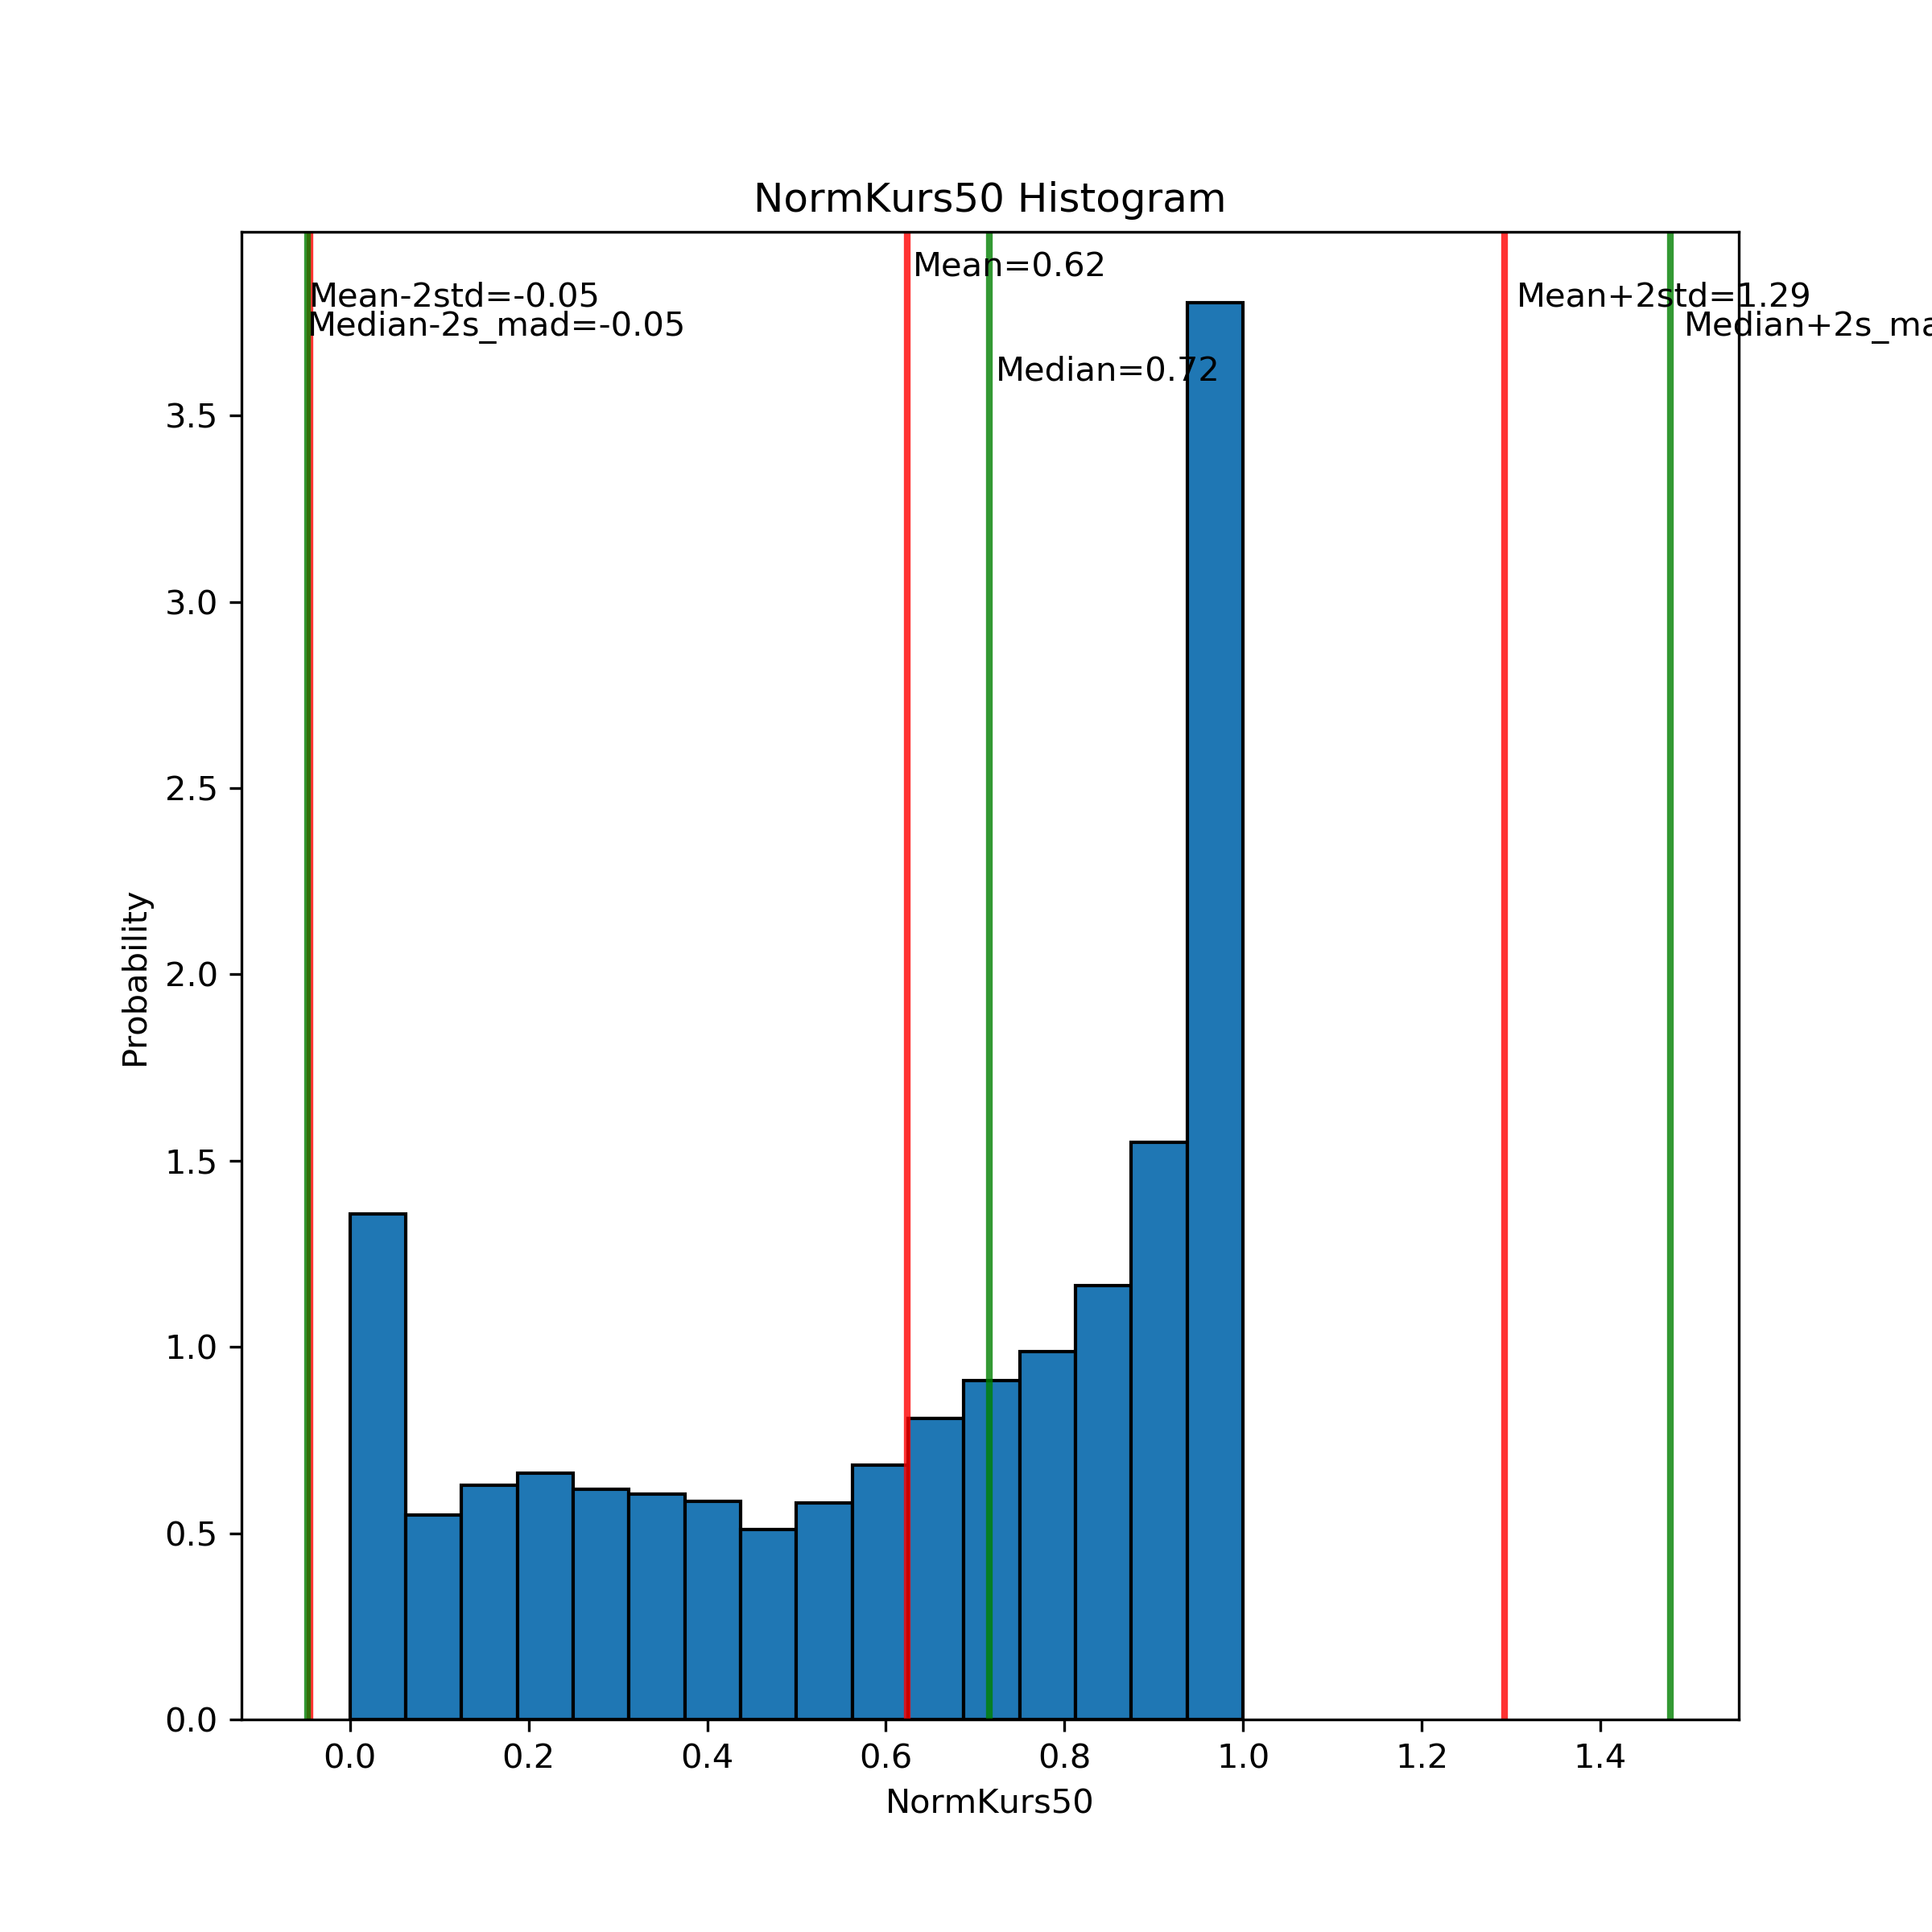 NormKurs50 Histogram
Mean=0.62
Mean-2std=-0.05
Mean+2std=1.29
Median-2s_mad=-0.05
Median+2s_ma
Median=0.72
3.5
3.0
2.5
2.0
1.5
1.0
0.5
0.0
Probability
0.0 0.2 0.4 0.6 0.8 1.0 1.2 1.4
NormKurs50